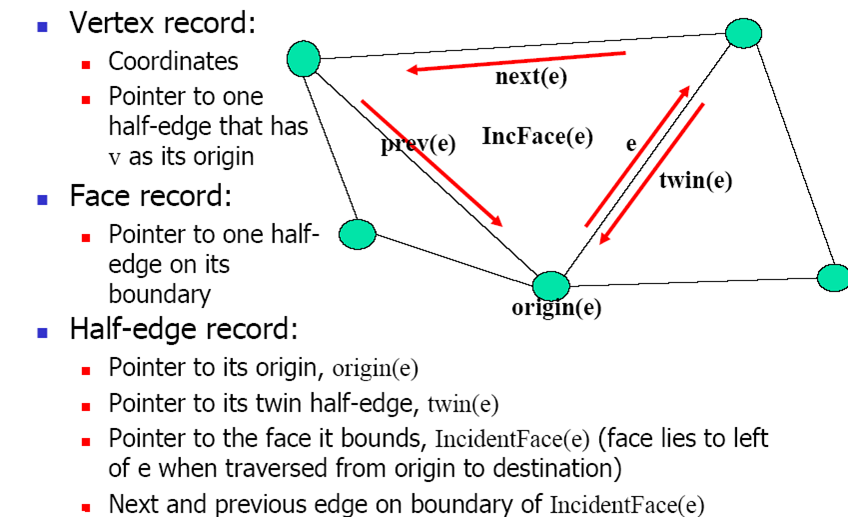 Vertex record:
Coordinates
Pointer to one
half-edge that has
v as its origin
Face record:
Pointer to one half-
edge on its
boundary
Half-edge record:
Pointer to its origin, origin(e)
Pointer to its twin half-edge, twin(e)
Pointer to the face it bounds, IncidentFace(e) (face lies to left
of e when traversed from origin to destination)
Next and previous edge on boundary of IncidentFace(e)
next(e)
prev(e)
IncFace(e)
e
twin(e)
origin(e)